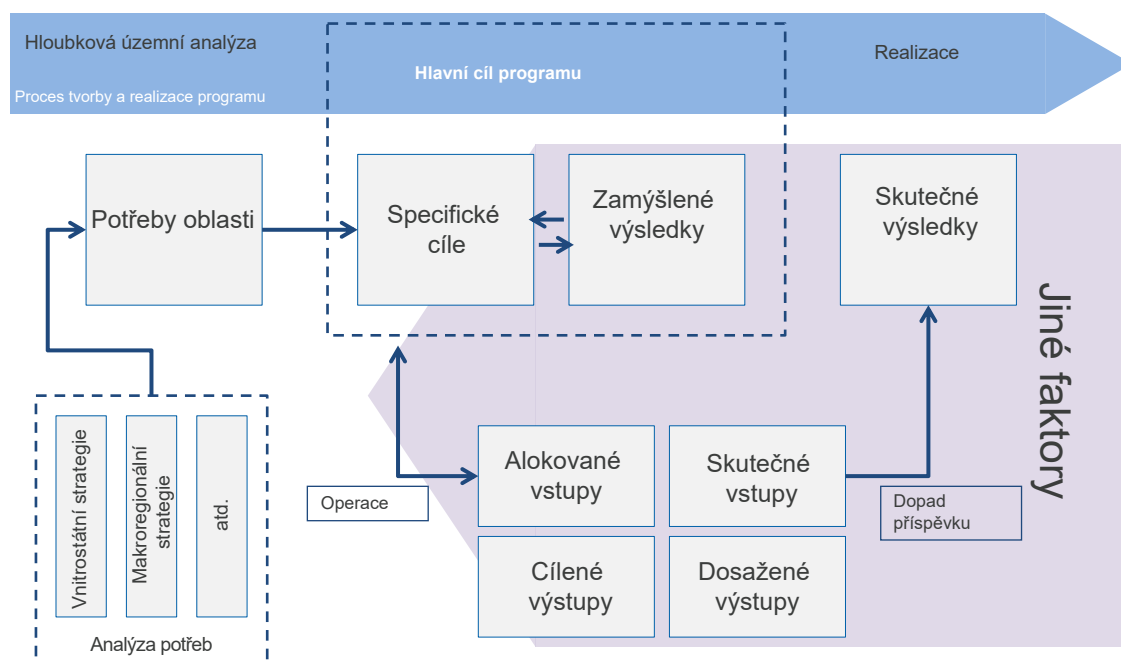 Hloubková územní analýza
Hlavní cíl programu
Realizace
Proces tvorby a realizace programu
Potřeby oblasti
Specifické
cíle
Zamýšlené
výsledky
Skutečné
výsledky
Jiné faktory
Vnitrostátní strategie
Makroregionální
strategie
atd.
Analýza potřeb
Operace
Alokované
vstupy
Skutečné
vstupy
Dopad
příspěvku
Cílené
výstupy
Dosažené
výstupy